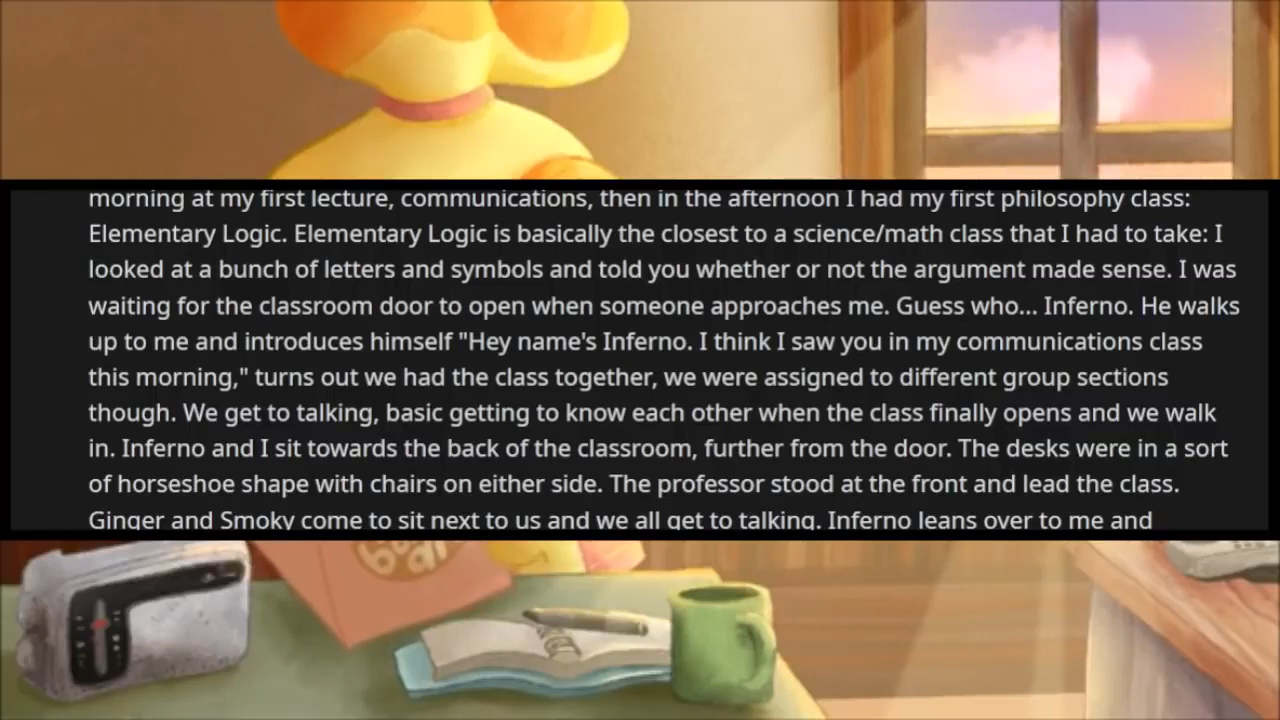 morning at my first lecture, communications, then in the afternoon I had my first philosophy class:
Elementary Logic. Elementary Logic is basically the closest to a science/math class that I had to take: I
looked at a bunch of letters and symbols and told you whether or not the argument made sense. I was
waiting for the classroom door to open when someone approaches me. Guess who... Inferno. He walks
up to me and introduces himself "Hey name's Inferno. I think I saw you in my communications class
this morning," turns out we had the class together, we were assigned to different group sections
though. We get to talking, basic getting to know each other when the class finally opens and we walk
in. Inferno and I sit towards the back of the classroom, further from the door. The desks were in a sort
of horseshoe shape with chairs on either side. The professor stood at the front and lead the class.
Ginger and Smoky come to sit next to us and we all get to talking. Inferno leans over to me and